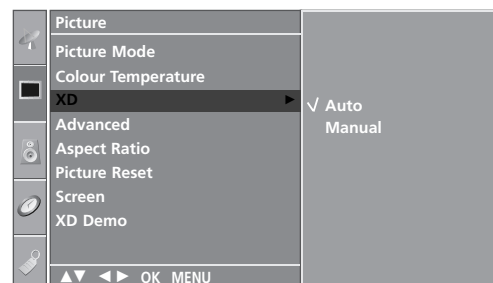 Picture
Picture Mode
Colour Temperature
XD ►
Advanced
Aspect Ratio
Picture Reset
Screen
XD Demo
√ Auto
Manual
▲▼ ◄► OK MENU